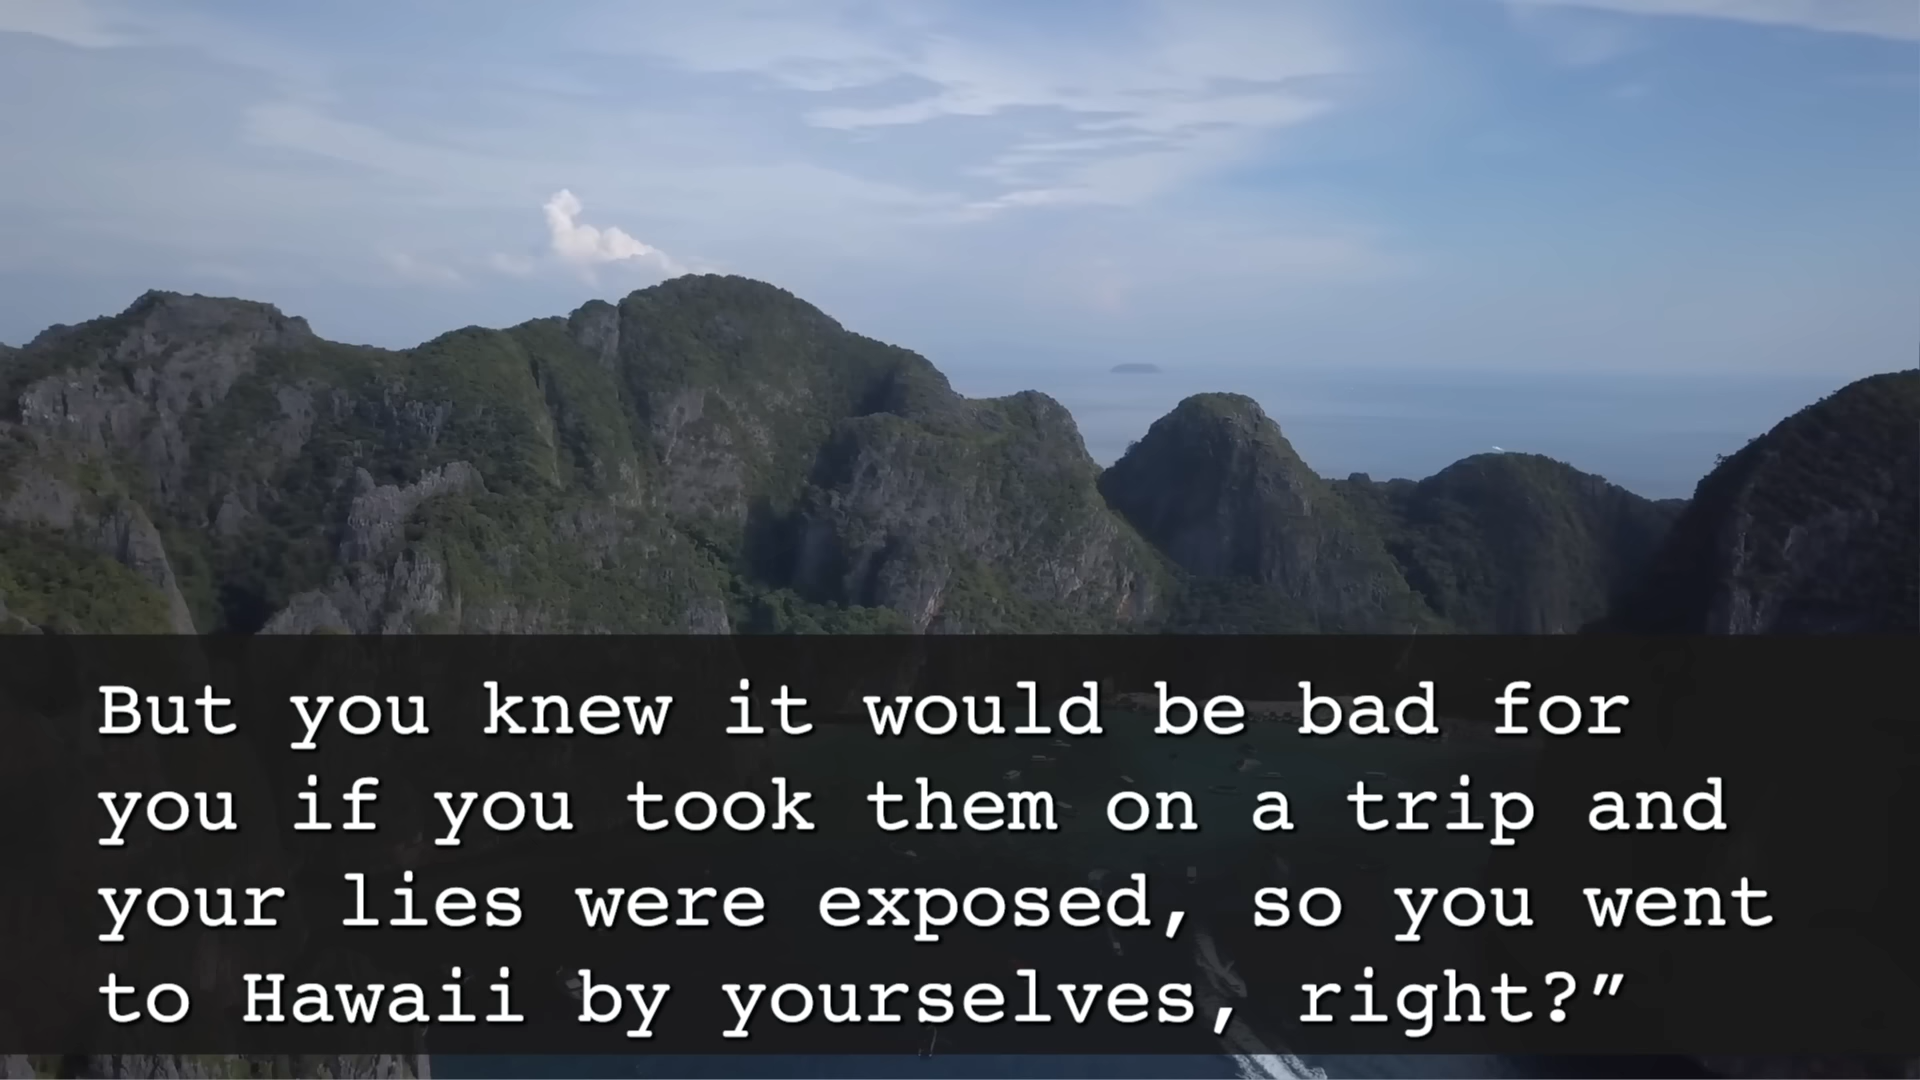 But you knew it would be bad for
you if you took them on a trip and
your lies were exposed, so you went
to Hawaii by yourselves, right?”